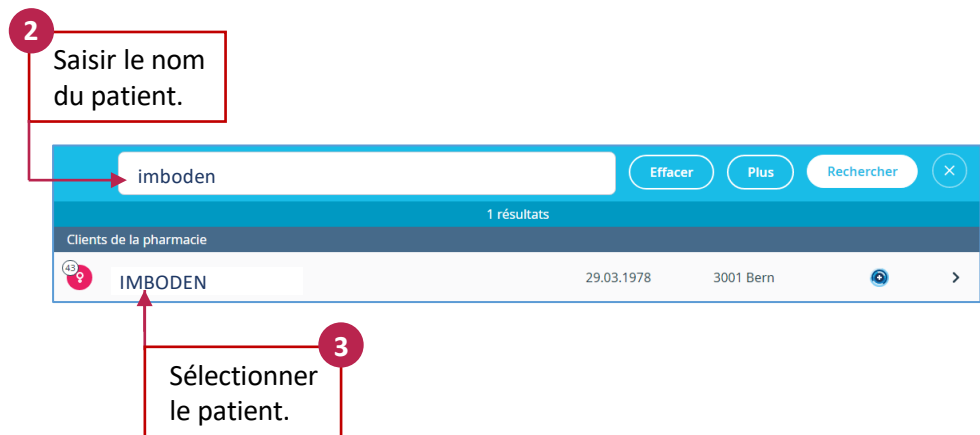 2
Saisir le nom
du patient.
imboden
Effacer Plus Rechercher
1 résultats
Clients de la pharmacie
43
IMBODEN 29.03.1978 3001 Bern
3
Sélectionner
le patient.